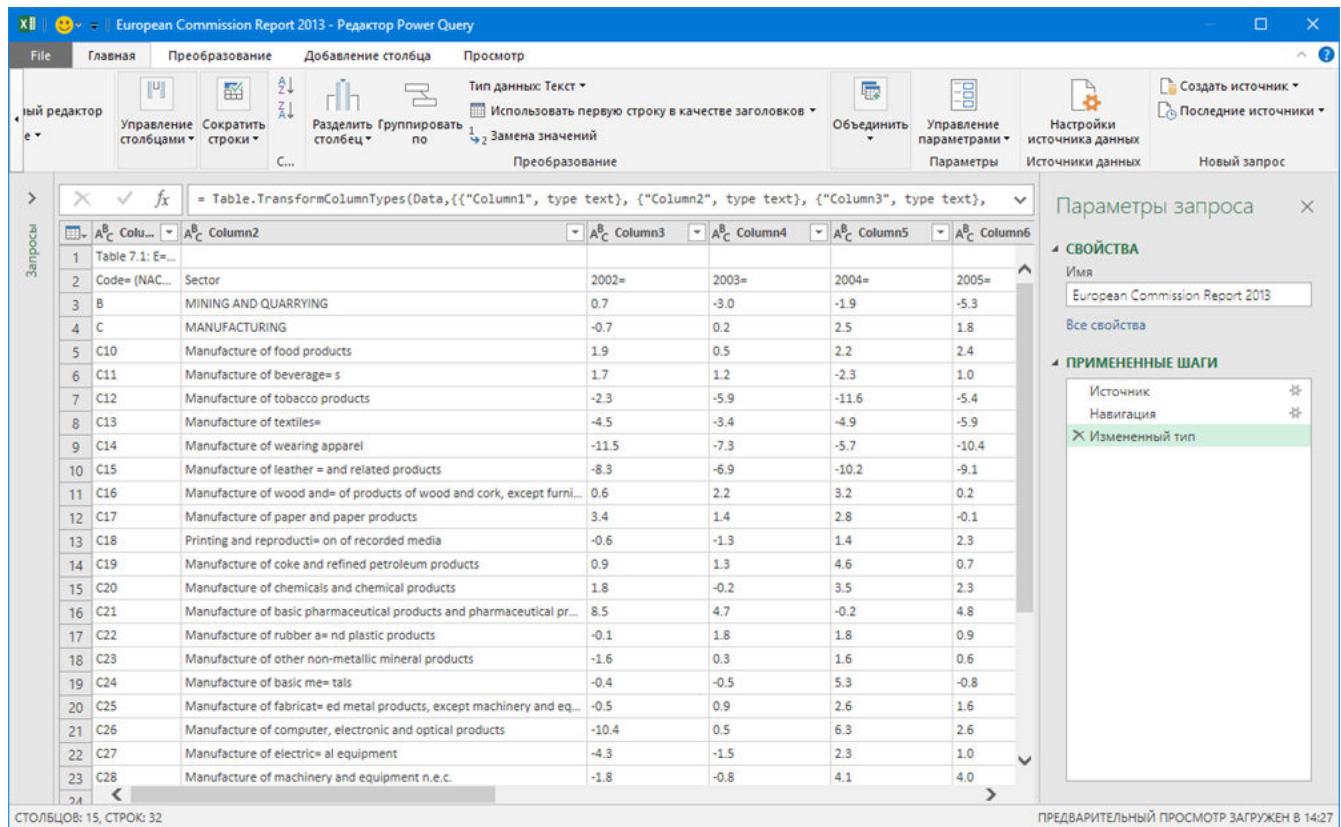 European Commission Report 2013 - Редактор Power Query
File Главная Преобразование Добавление столбца Просмотр
ный редактор
е
Управление столбцами
Сократить строки
С...
Разделить столбец
Группировать по
Тип данных: Текст
Использовать первую строку в качестве заголовков
Замена значений
Преобразование
Объединить
Управление параметрами
Параметры
Настройки источника данных
Источники данных
Создать источник
Последние источники
Новый запрос
Запросы
fx = Table.TransformColumnTypes(Data,{{"Column1", type text}, {"Column2", type text}, {"Column3", type text},
Colu... Column2 Column3 Column4 Column5 Column6
1 Table 7.1: E=...
2 Code= (NAC... Sector 2002= 2003= 2004= 2005=
3 B MINING AND QUARRYING 0.7 -3.0 -1.9 -5.3
4 C MANUFACTURING -0.7 0.2 2.5 1.8
5 C10 Manufacture of food products 1.9 0.5 2.2 2.4
6 C11 Manufacture of beverage= s 1.7 1.2 -2.3 1.0
7 C12 Manufacture of tobacco products -2.3 -5.9 -11.6 -5.4
8 C13 Manufacture of textiles= -4.5 -3.4 -4.9 -5.9
9 C14 Manufacture of wearing apparel -11.5 -7.3 -5.7 -10.4
10 C15 Manufacture of leather = and related products -8.3 -6.9 -10.2 -9.1
11 C16 Manufacture of wood and= of products of wood and cork, except furni... 0.6 2.2 3.2 0.2
12 C17 Manufacture of paper and paper products 3.4 1.4 2.8 -0.1
13 C18 Printing and reproducti= on of recorded media -0.6 -1.3 1.4 2.3
14 C19 Manufacture of coke and refined petroleum products 0.9 1.3 4.6 0.7
15 C20 Manufacture of chemicals and chemical products 1.8 -0.2 3.5 2.3
16 C21 Manufacture of basic pharmaceutical products and pharmaceutical pr... 8.5 4.7 -0.2 4.8
17 C22 Manufacture of rubber a= nd plastic products -0.1 1.8 1.8 0.9
18 C23 Manufacture of other non-metallic mineral products -1.6 0.3 1.6 0.6
19 C24 Manufacture of basic me= tals -0.4 -0.5 5.3 -0.8
20 C25 Manufacture of fabricat= ed metal products, except machinery and eq... -0.5 0.9 2.6 1.6
21 C26 Manufacture of computer, electronic and optical products -10.4 0.5 6.3 2.6
22 C27 Manufacture of electric= al equipment -4.3 -1.5 2.3 1.0
23 C28 Manufacture of machinery and equipment n.e.c. -1.8 -0.8 4.1 4.0
24
Параметры запроса
СВОЙСТВА
Имя
European Commission Report 2013
Все свойства
ПРИМЕНЕННЫЕ ШАГИ
Источник
Навигация
Измененный тип
СТОЛБЦОВ: 15, СТРОК: 32
ПРЕДВАРИТЕЛЬНЫЙ ПРОСМОТР ЗАГРУЖЕН В 14:27